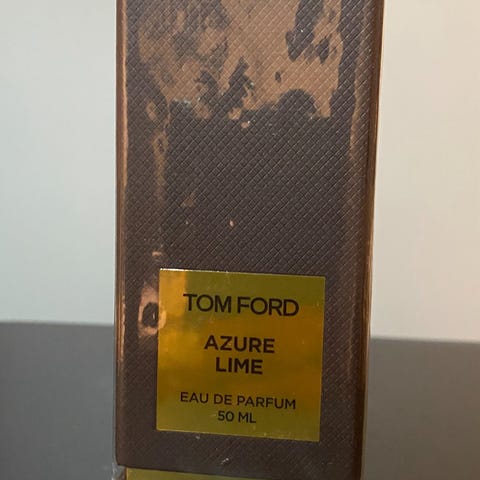 TOM FORD
AZURE
LIME
EAU DE PARFUM
50 ML